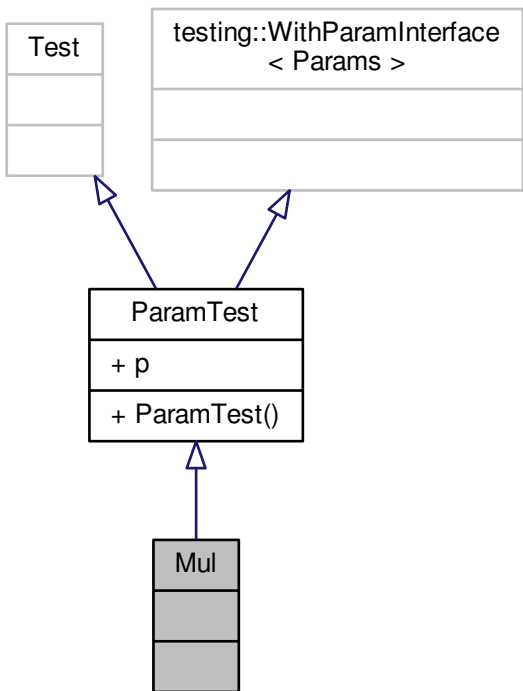 Test
testing::WithParamInterface
< Params >
ParamTest
+ p
+ ParamTest()
Mul